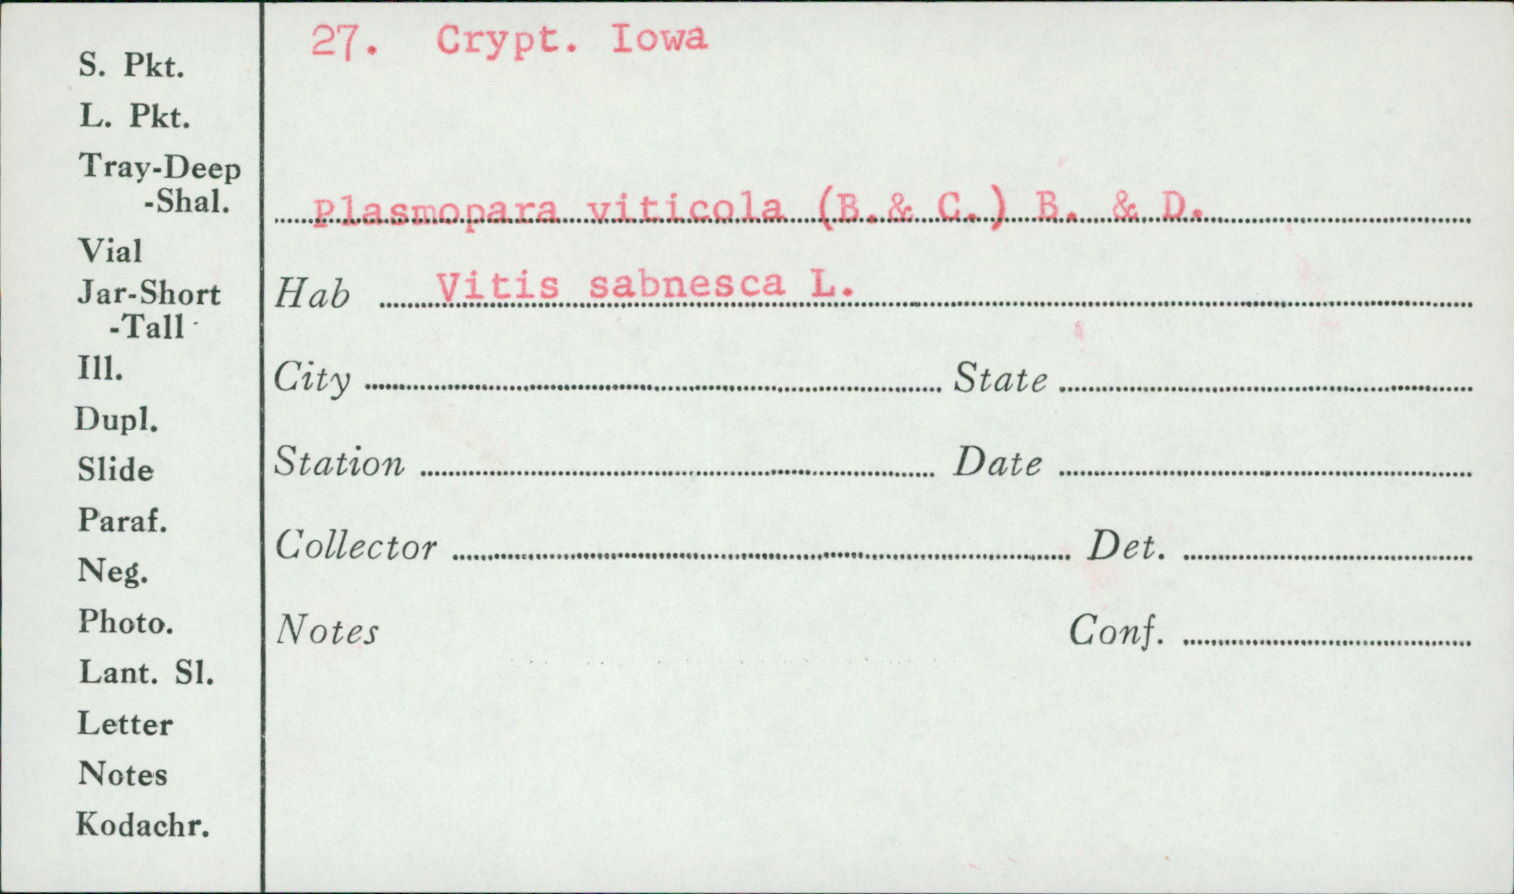 27. Crypt. Iowa
S. Pkt.
L. Pkt.
Tray-Deep
-Shal.
Vial
Jar-Short
-Tall
Ill.
Dupl.
Slide
Paraf.
Neg.
Photo.
Lant. Sl.
Letter
Notes
Kodachr.
Plasmopara viticola (B.& C.) B. & D.
Hab Vitis sabnesca L.
City State
Station Date
Collector Det.
Notes Conf.